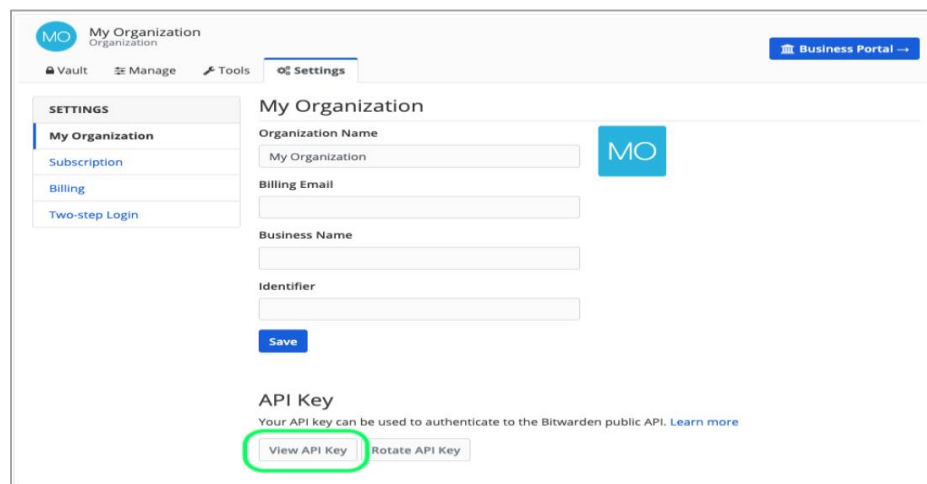 MO
My Organization
Organization
Business Portal →
Vault Manage Tools Settings
SETTINGS
My Organization
Subscription
Billing
Two-step Login
My Organization
Organization Name
My Organization
MO
Billing Email
Business Name
Identifier
Save
API Key
Your API key can be used to authenticate to the Bitwarden public API. Learn more
View API Key Rotate API Key